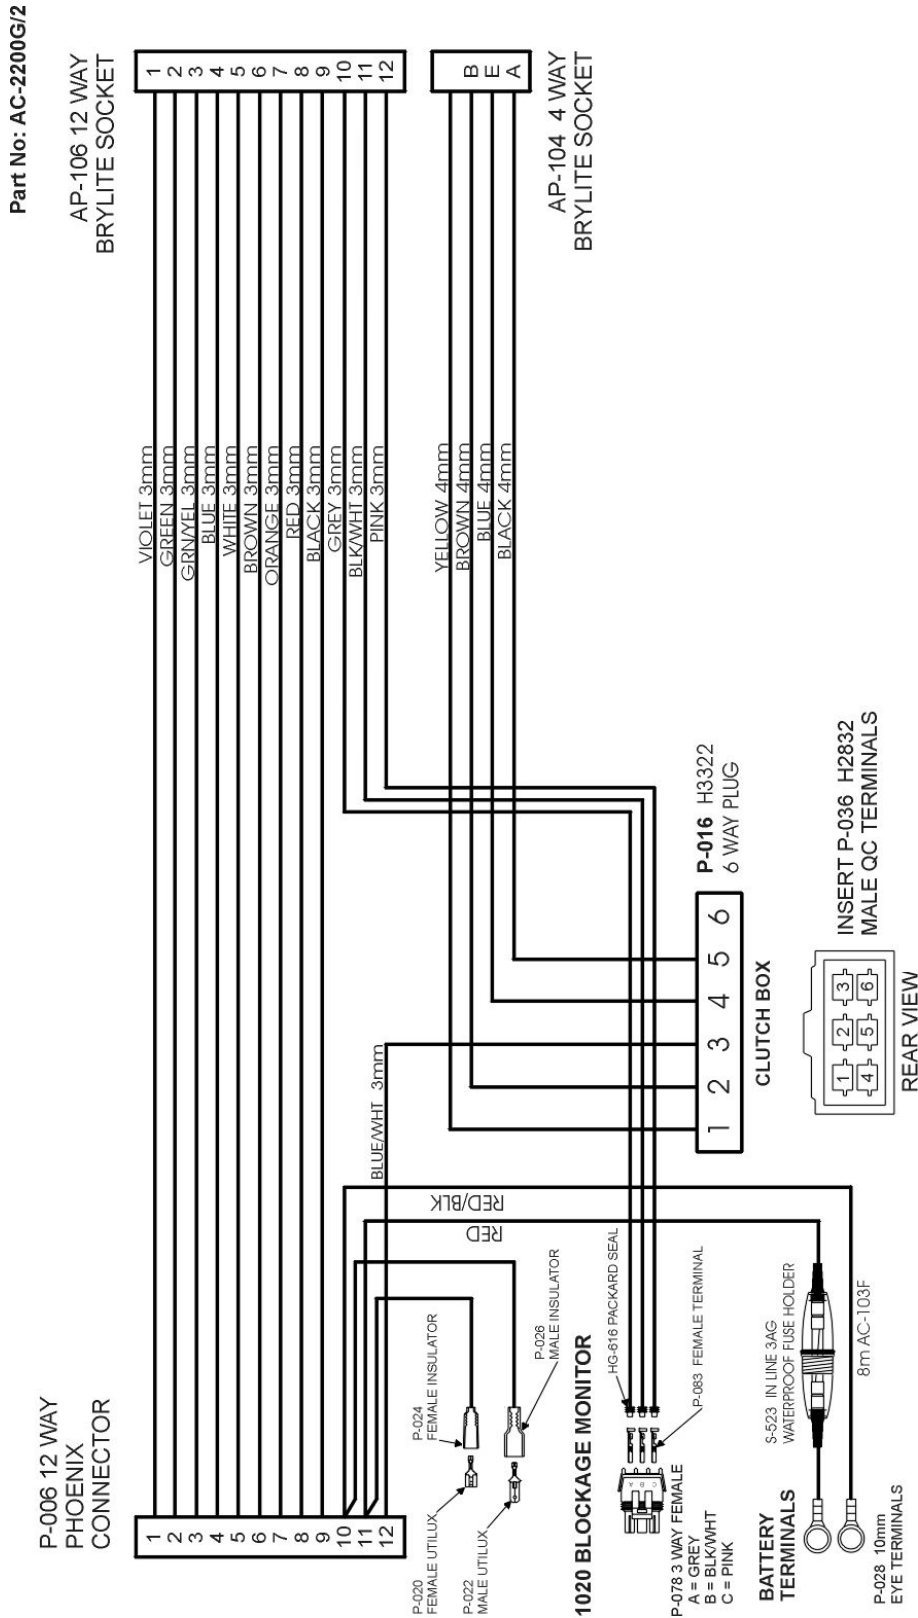 Part No: AC-2200G/2
AP-106 12 WAY
BRYLITE SOCKET
1
2
3
4
5
6
7
8
9
10
11
12
B
E
A
AP-104 4 WAY
BRYLITE SOCKET
VIOLET 3mm
GREEN 3mm
GRN/YEL 3mm
BLUE 3mm
WHITE 3mm
BROWN 3mm
ORANGE 3mm
RED 3mm
BLACK 3mm
GREY 3mm
BLK/WHT 3mm
PINK 3mm
YELLOW 4mm
BROWN 4mm
BLUE 4mm
BLACK 4mm
P-016 H3322
6 WAY PLUG
1 2 3 4 5 6
CLUTCH BOX
INSERT P-036 H2832
MALE QC TERMINALS
1 2 3
4 5 6
REAR VIEW
BLUE/WHT 3mm
RED/BLK
RED
P-006 12 WAY
PHOENIX
CONNECTOR
1
2
3
4
5
6
7
8
9
10
11
12
P-024
FEMALE INSULATOR
P-026
MALE INSULATOR
P-020
FEMALE UTILUX
P-022
MALE UTILUX
1020 BLOCKAGE MONITOR
HG-616 PACKARD SEAL
P-083 FEMALE TERMINAL
A B C
P-078 3 WAY FEMALE
A = GREY
B = BLK/WHT
C = PINK
S-523 IN LINE 3AG
WATERPROOF FUSE HOLDER
8m AC-103F
BATTERY
TERMINALS
P-028 10mm
EYE TERMINALS